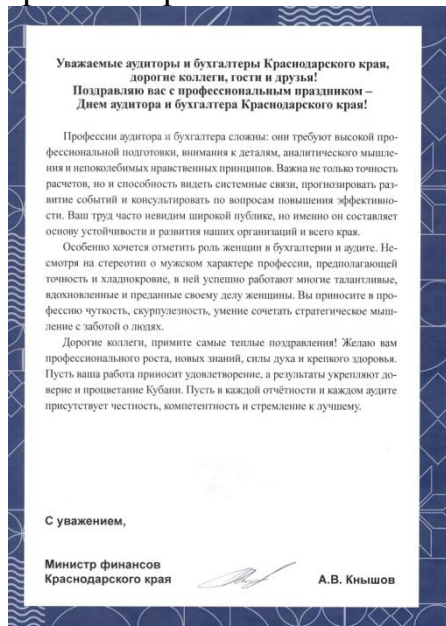 Уважаемые аудиторы и бухгалтеры Краснодарского края,
дорогие коллеги, гости и друзья!
Поздравляю вас с профессиональным праздником –
Днем аудитора и бухгалтера Краснодарского края!
Профессии аудитора и бухгалтера сложны: они требуют высокой про-
фессиональной подготовки, внимания к деталям, аналитического мышле-
ния и непоколебимых нравственных принципов. Важна не только точность
расчетов, но и способность видеть системные связи, прогнозировать раз-
витие событий и консультировать по вопросам повышения эффективно-
сти. Ваш труд часто невидим широкой публике, но именно он составляет
основу устойчивости и развития наших организаций и всего края.
Особенно хочется отметить роль женщин в бухгалтерии и аудите. Не-
смотря на стереотип о мужском характере профессии, предполагающей
точность и хладнокровие, в ней успешно работают многие талантливые,
вдохновленные и преданные своему делу женщины. Вы приносите в про-
фессию чуткость, скурпулезность, умение сочетать стратегическое мыш-
ление с заботой о людях.
Дорогие коллеги, примите самые теплые поздравления! Желаю вам
профессионального роста, новых знаний, силы духа и крепкого здоровья.
Пусть ваша работа приносит удовлетворение, а результаты укрепляют до-
верие и процветание Кубани. Пусть в каждой отчётности и каждом аудите
присутствует честность, компетентность и стремление к лучшему.
С уважением,
Министр финансов
Краснодарского края А.В. Кнышов